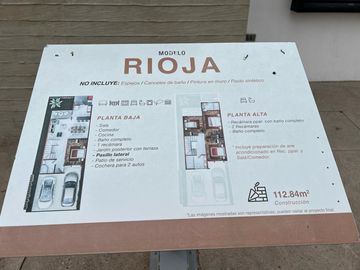 MODELO
RIOJA
NO INCLUYE: Espejos / Canceles de baño / Pintura en muro / Pasto sintético
PLANTA BAJA
- Sala
- Comedor
- Cocina
- Baño completo
- 1 recámara
- Jardín posterior con terraza
- Pasillo lateral
- Patio de servicio
- Cochera para 2 autos
PLANTA ALTA
- Recámara ppal. con baño completo
- 2 Recámaras
- Baño completo
* Incluye preparación de aire
acondicionado en Rec. ppal. y
Sala/Comedor.
112.84m²
Construcción
*Las imágenes mostradas son representativas, pueden variar al proyecto final.